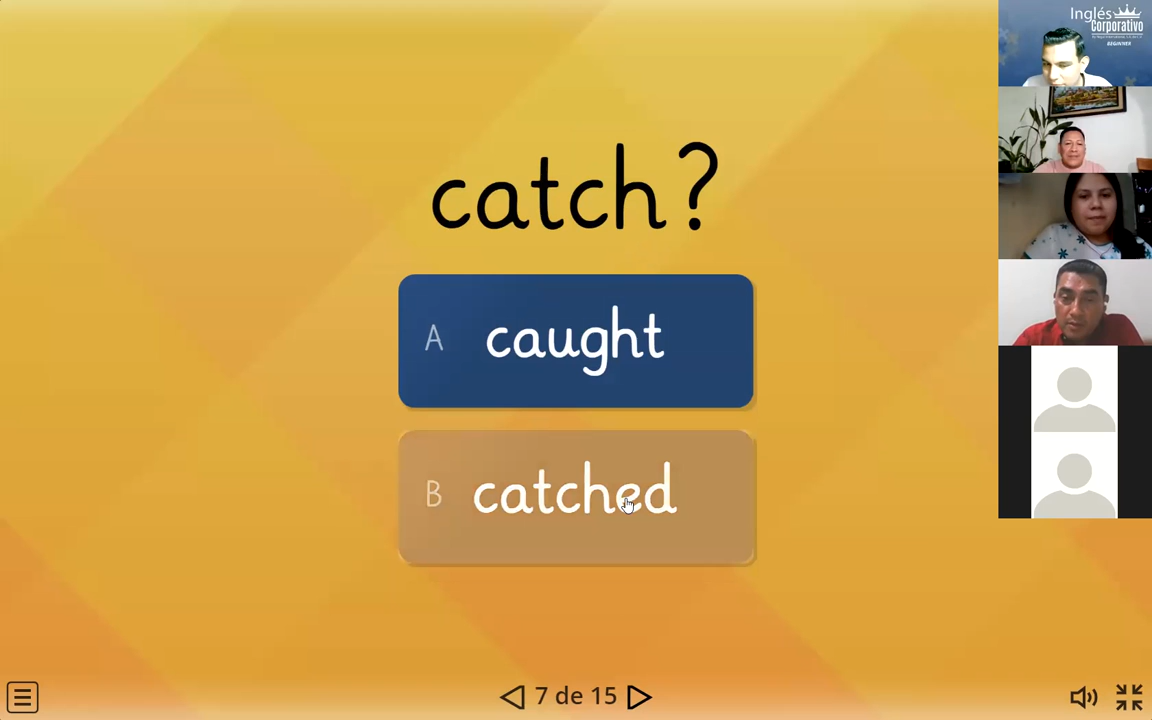 catch?
A caught
B catched
7 de 15
Inglés
Corporativo
BEGINNER